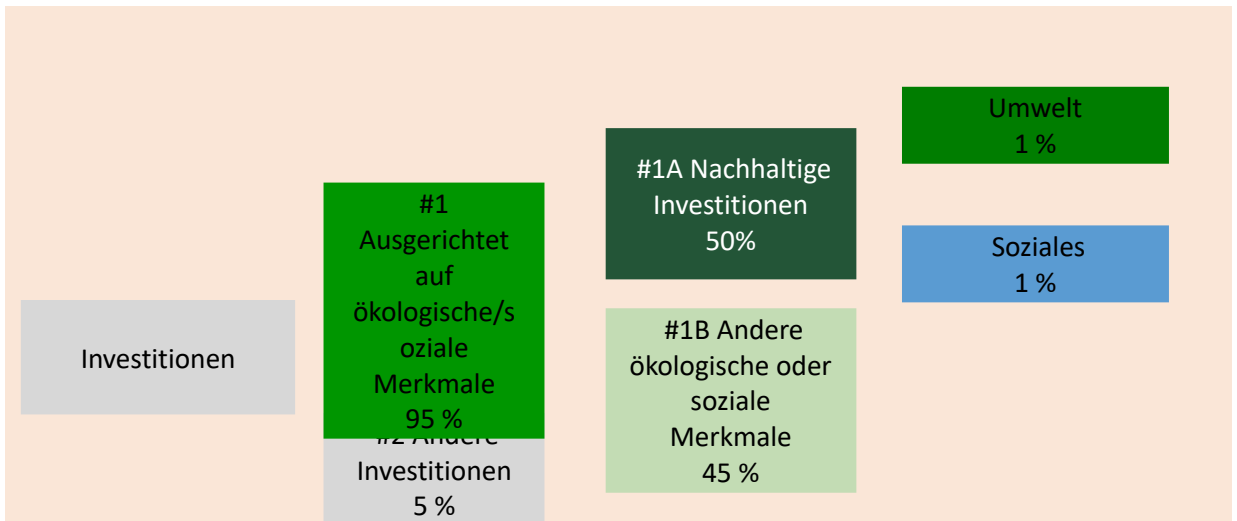 Investitionen
#1
Ausgerichtet
auf
ökologische/s
oziale
Merkmale
95 %
#2 Andere
Investitionen
5 %
#1A Nachhaltige
Investitionen
50%
#1B Andere
ökologische oder
soziale
Merkmale
45 %
Umwelt
1 %
Soziales
1 %